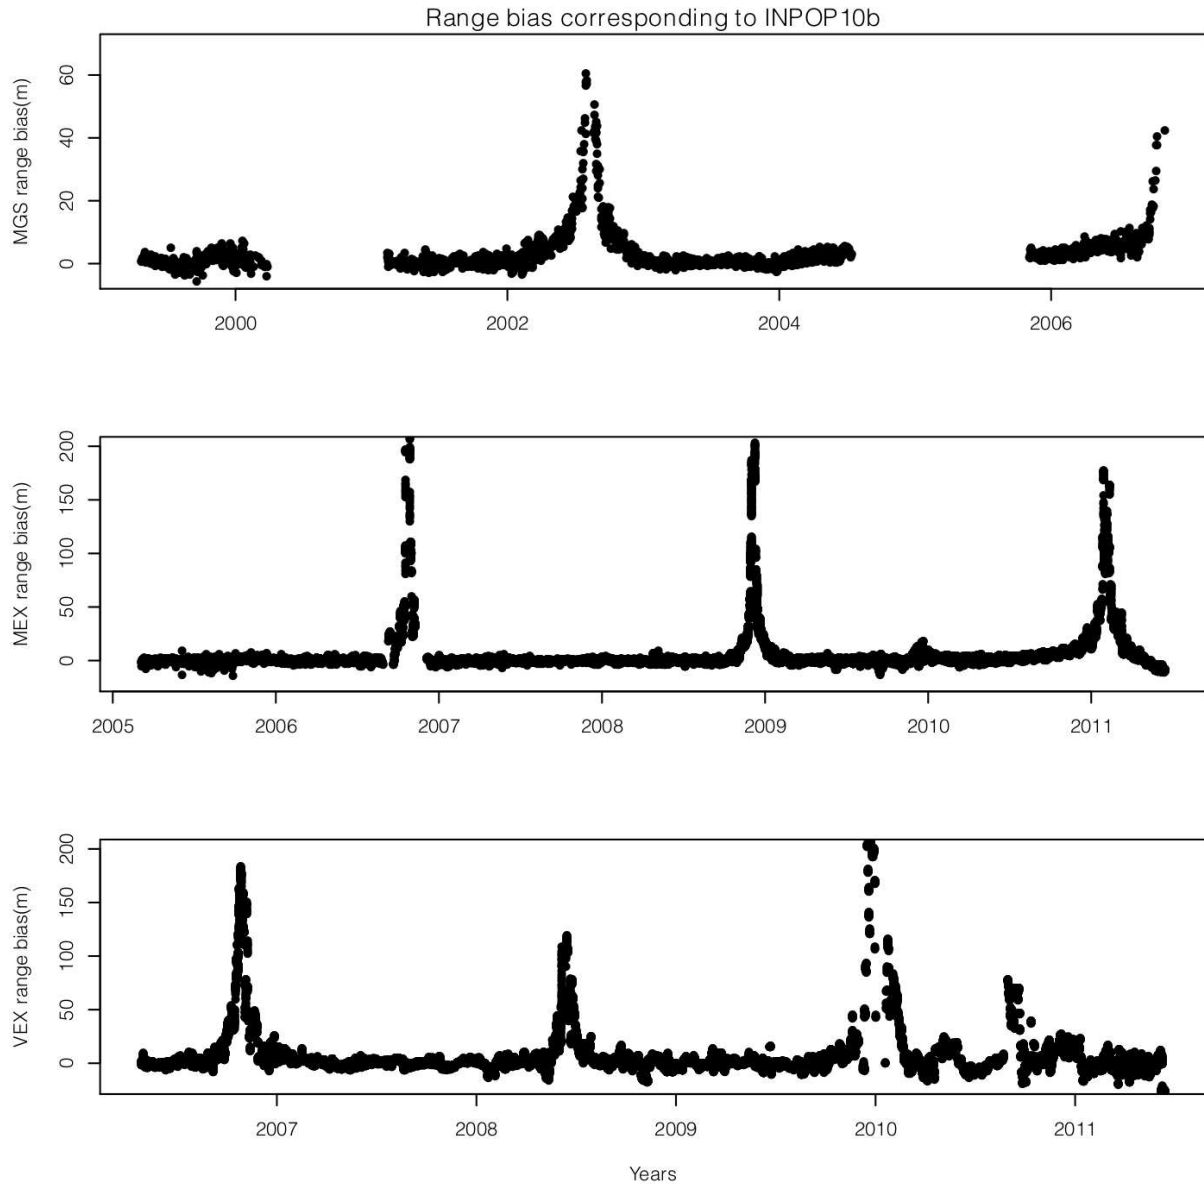 Range bias corresponding to INPOP10b
MGS range bias(m)
60
40
20
0
2000 2002 2004 2006
MEX range bias(m)
200
150
100
50
0
2005 2006 2007 2008 2009 2010 2011
VEX range bias(m)
200
150
100
50
0
2007 2008 2009 2010 2011
Years